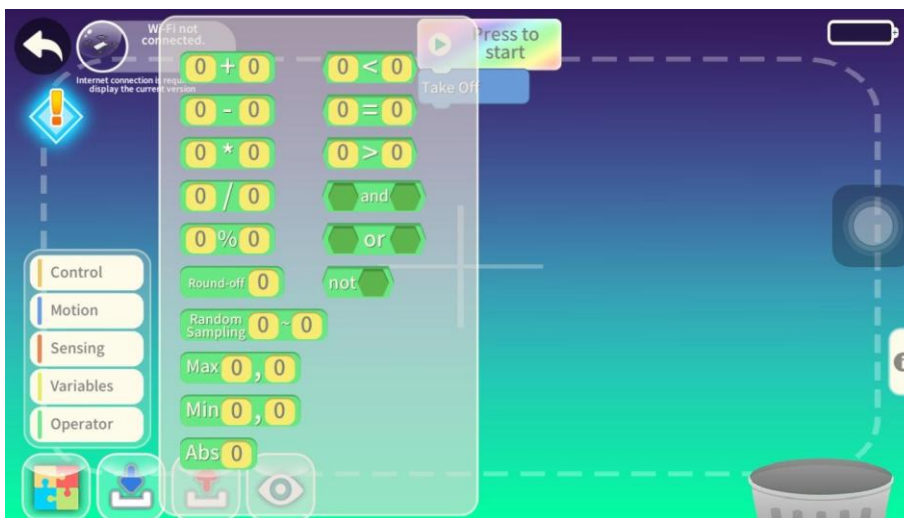 Wi-Fi not
connected.
Internet connection is requ
display the current version
Press to
start
Take Off
0 + 0
0 - 0
0 * 0
0 / 0
0 % 0
Round-off 0
Random
Sampling 0 ~ 0
Max 0 , 0
Min 0 , 0
Abs 0
0 < 0
0 = 0
0 > 0
and
or
not
Control
Motion
Sensing
Variables
Operator